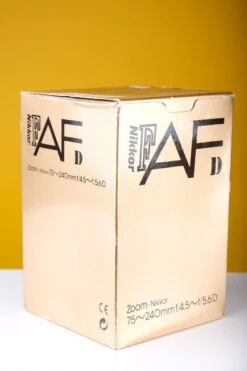 Nikkor
AF
D
Zoom-Nikkor 75~240mm f/4.5~f/5.6D
Nikkor
AF
D
Zoom-Nikkor
75~240mm f/4.5~f/5.6D
CE